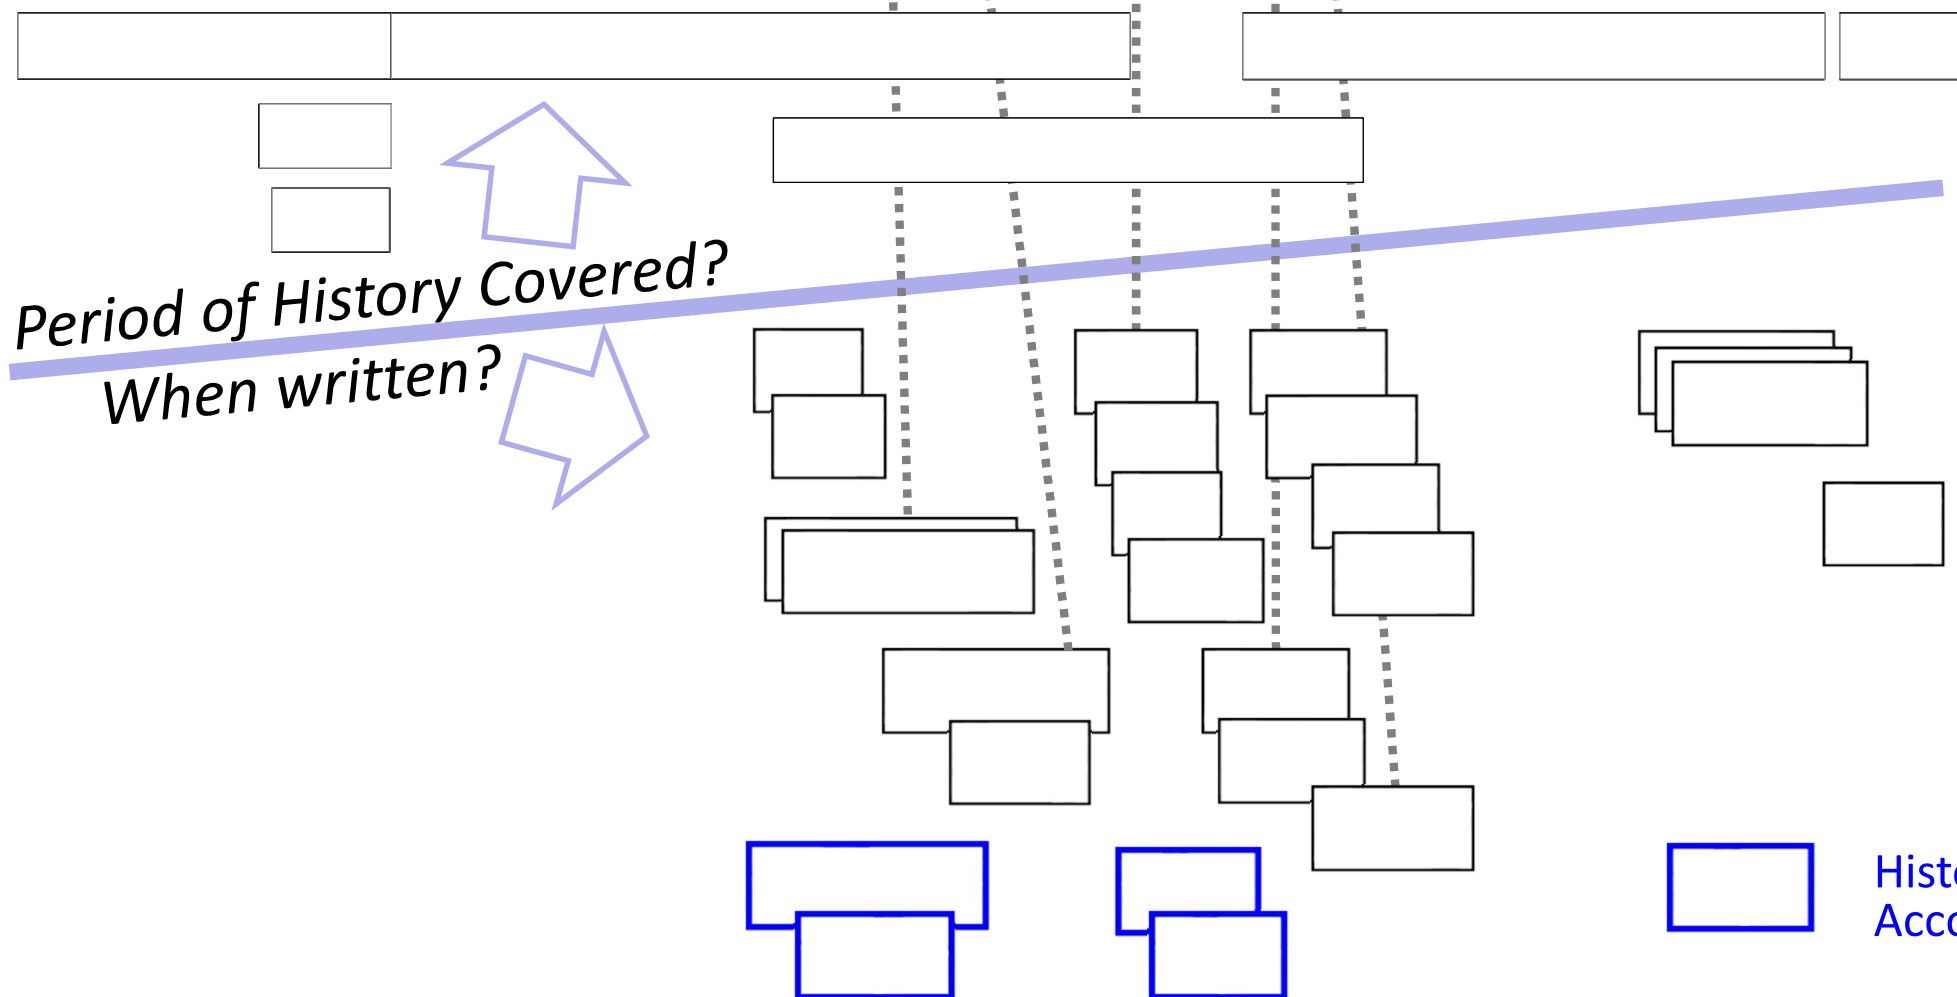 Period of History Covered?
When written?